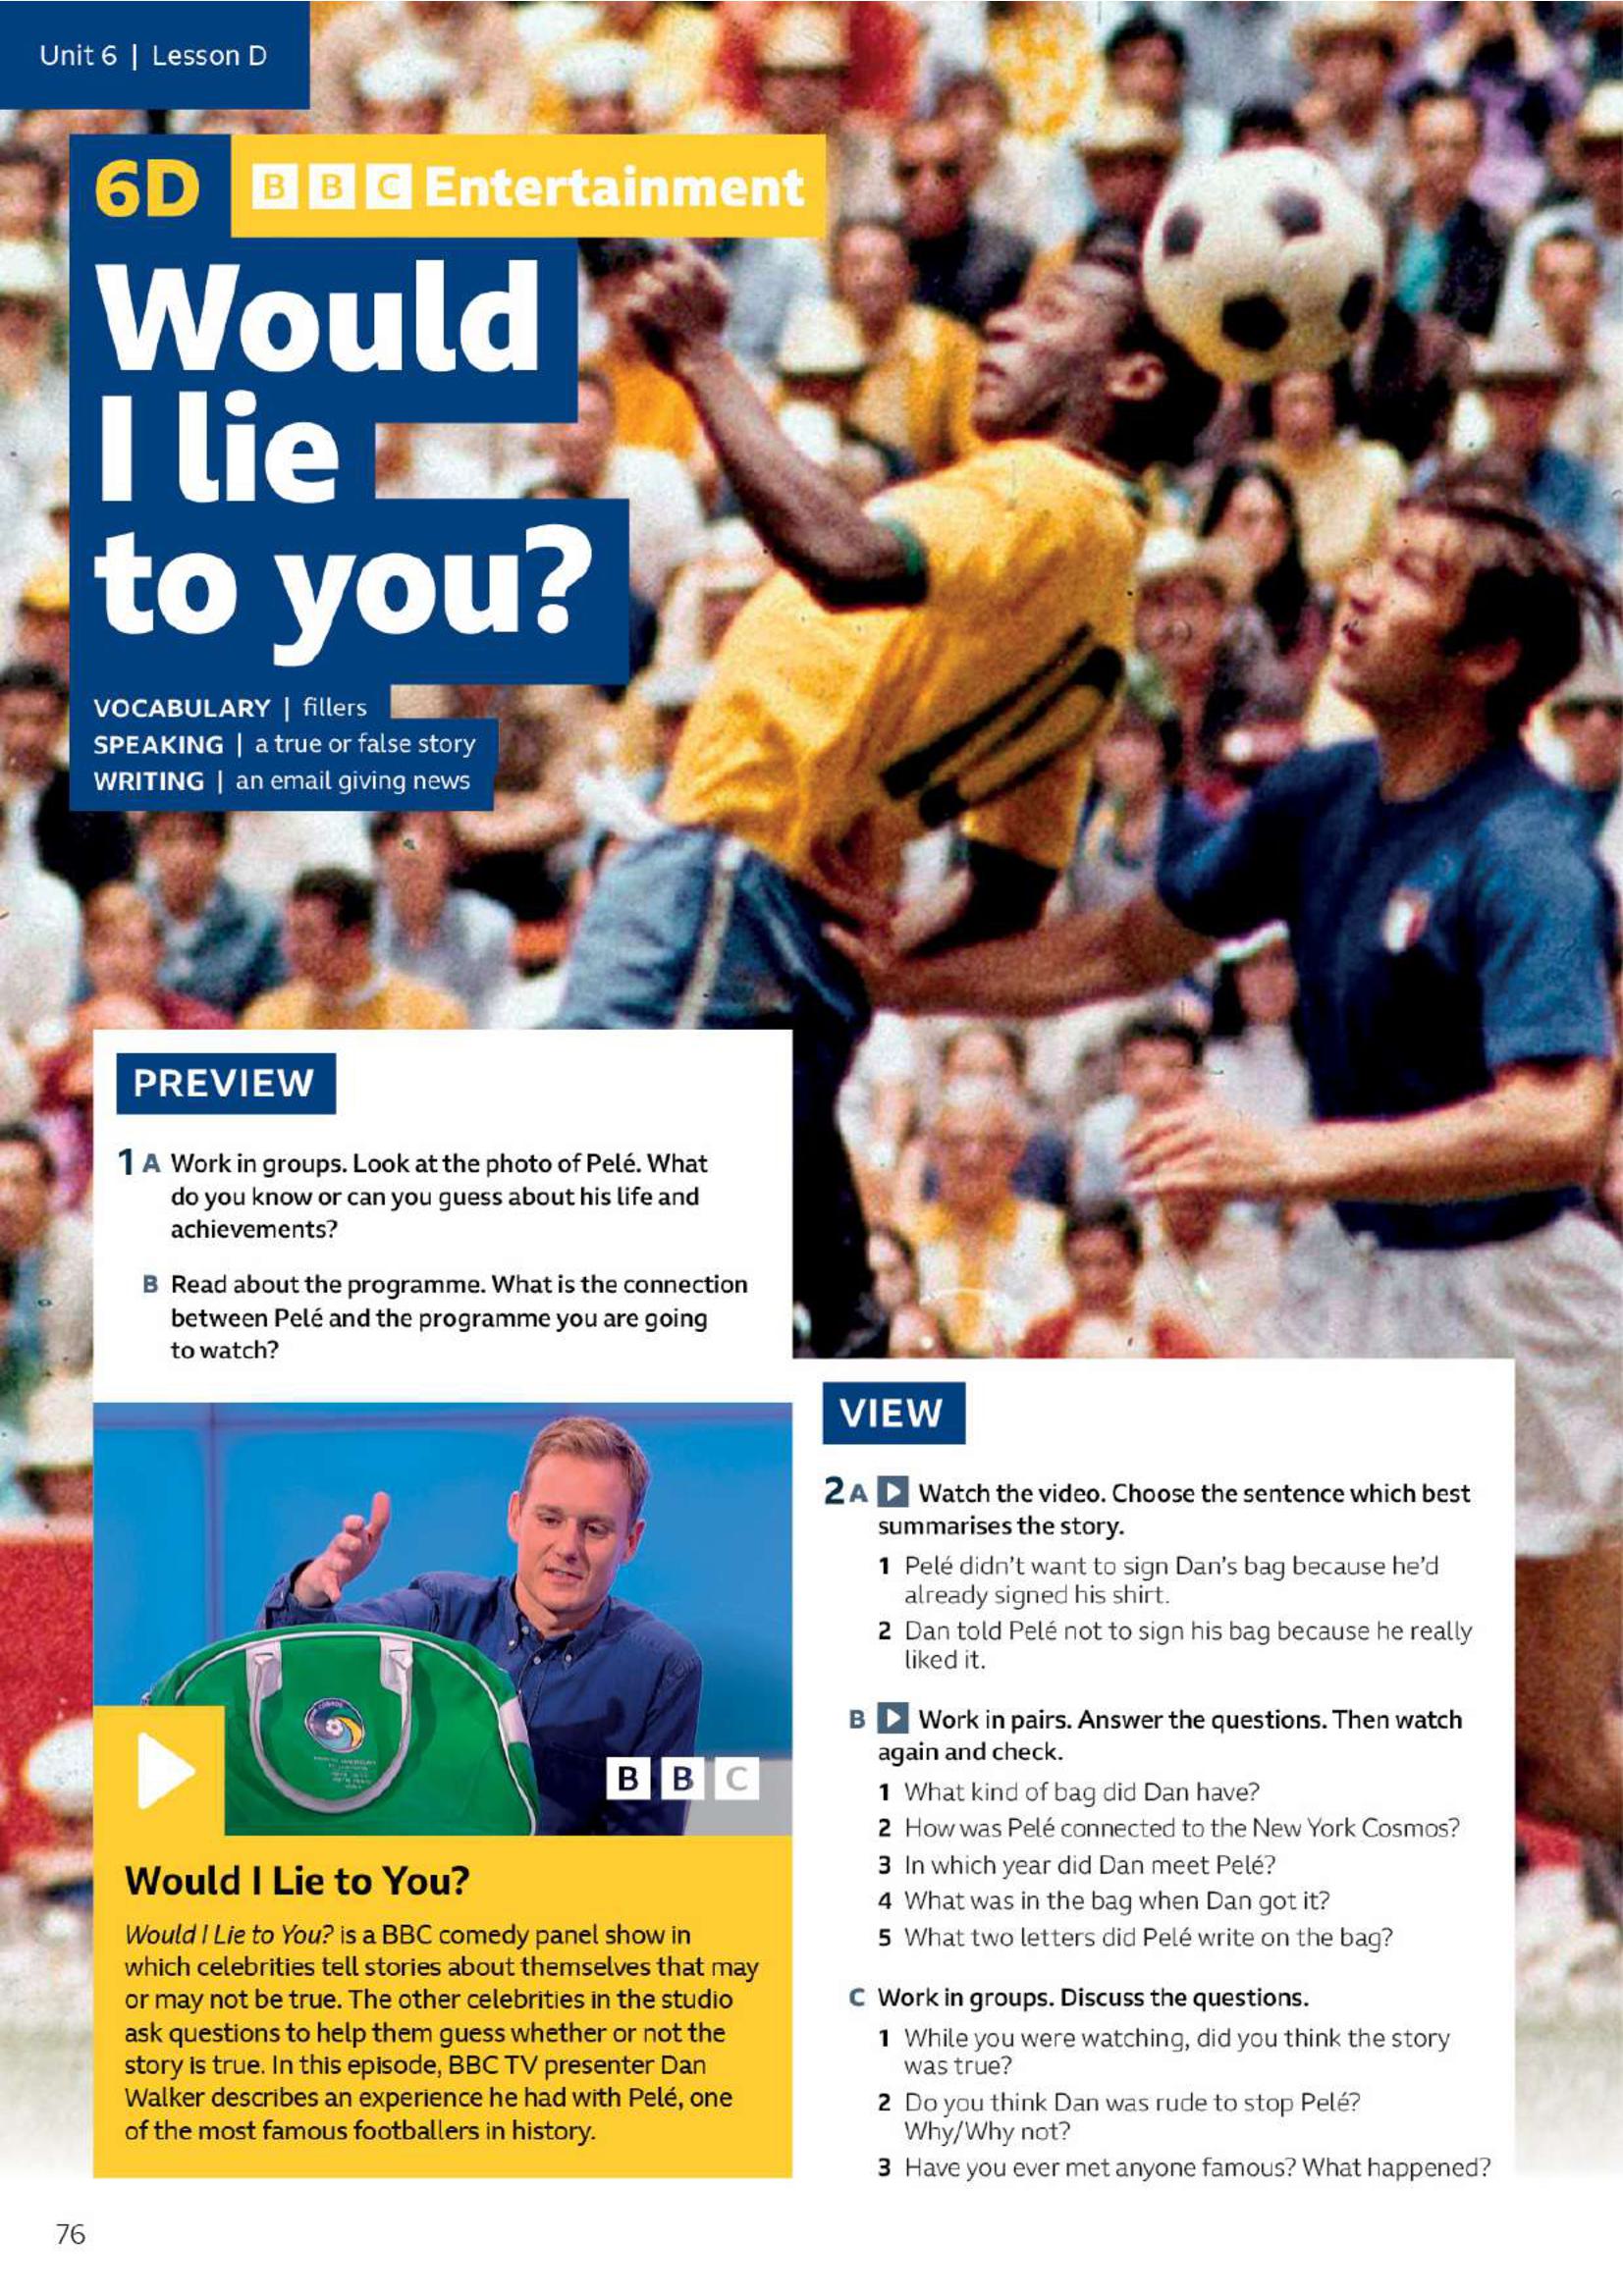 Unit 6 | Lesson D
6D
BBC Entertainment
Would
I lie
to you?
VOCABULARY | fillers
SPEAKING | a true or false story
WRITING | an email giving news
PREVIEW
1 A Work in groups. Look at the photo of Pelé. What
do you know or can you guess about his life and
achievements?
B Read about the programme. What is the connection
between Pelé and the programme you are going
to watch?
COSMOS
BBC
Would I Lie to You?
Would I Lie to You? is a BBC comedy panel show in
which celebrities tell stories about themselves that may
or may not be true. The other celebrities in the studio
ask questions to help them guess whether or not the
story is true. In this episode, BBC TV presenter Dan
Walker describes an experience he had with Pelé, one
of the most famous footballers in history.
VIEW
2 A Watch the video. Choose the sentence which best
summarises the story.
1 Pelé didn't want to sign Dan's bag because he'd
already signed his shirt.
2 Dan told Pelé not to sign his bag because he really
liked it.
B Work in pairs. Answer the questions. Then watch
again and check.
1 What kind of bag did Dan have?
2 How was Pelé connected to the New York Cosmos?
3 In which year did Dan meet Pelé?
4 What was in the bag when Dan got it?
5 What two letters did Pelé write on the bag?
C Work in groups. Discuss the questions.
1 While you were watching, did you think the story
was true?
2 Do you think Dan was rude to stop Pelé?
Why/Why not?
3 Have you ever met anyone famous? What happened?
76